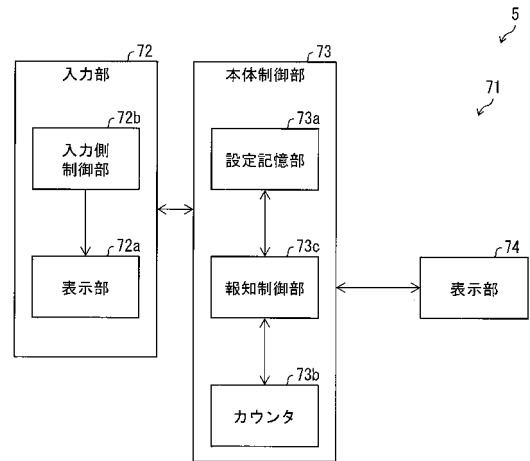 5
71
72
入力部
72b
入力側
制御部
72a
表示部
73
本体制御部
73a
設定記憶部
73c
報知制御部
73b
カウンタ
74
表示部